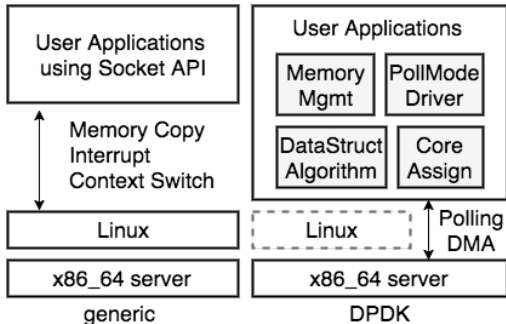 User Applications
using Socket API
Memory Copy
Interrupt
Context Switch
Linux
x86_64 server
generic
User Applications
Memory
Mgmt
PollMode
Driver
DataStruct
Algorithm
Core
Assign
Linux
Polling
DMA
x86_64 server
DPDK